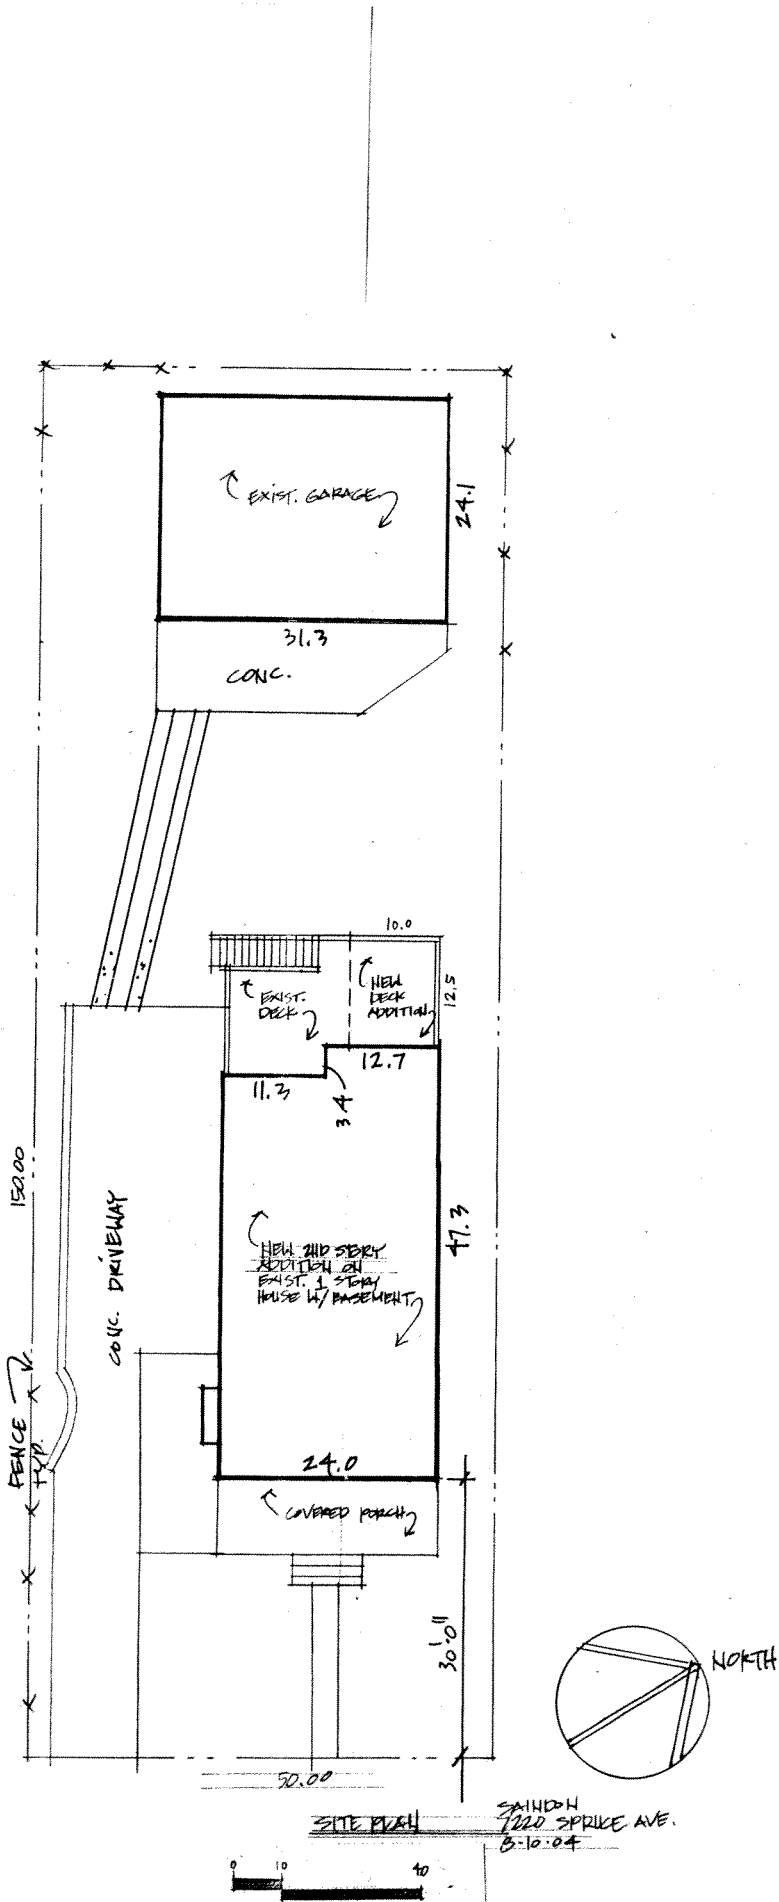 EXIST. GARAGE
24.1
31.3
CONC.
10.0
EXIST.
DECK
NEW
DECK
ADDITION
12.5
11.3
12.7
3.4
150.00
CONC. DRIVEWAY
NEW 2ND STORY
ADDITION ON
EXIST. 1 STORY
HOUSE W/ BASEMENT
47.3
FENCE
TYP.
24.0
COVERED PORCH
30'0"
NORTH
50.00
SITE PLAN
SAINDON
7220 SPRUCE AVE.
8-10-04
0 10 40